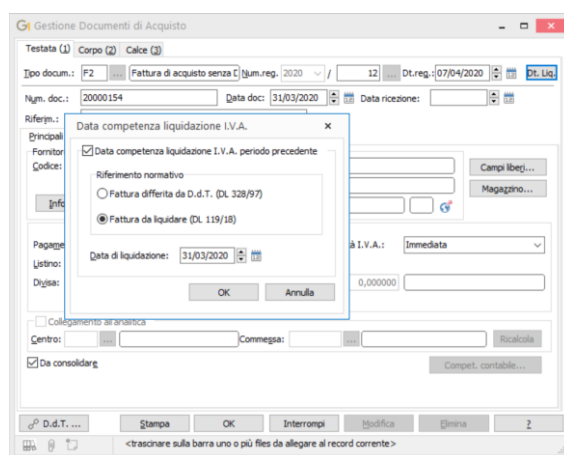 Gestione Documenti di Acquisto
Testata (1) Corpo (2) Calce (3)
Tipo docum.: F2 ... Fattura di acquisto senza D Num.reg. 2020 / 12 ... Dt.reg.: 07/04/2020 Dt. Liq.
Num. doc.: 20000154 Data doc: 31/03/2020 Data ricezione:
Riferim.:
Data competenza liquidazione I.V.A.
Principali
Data competenza liquidazione I.V.A. periodo precedente
Fornitor
Codice: Campi liberi...
Riferimento normativo
Magazzino...
Fattura differita da D.d.T. (DL 328/97)
Info
Fattura da liquidare (DL 119/18)
Pagame à I.V.A.: Immediata
Data di liquidazione: 31/03/2020
Listino:
Divisa: 0,000000
OK Annulla
Collegamento all'analitica
Centro: ... Commessa: ... Ricalcola
Da consolidare Compet. contabile...
D.d.T. ... Stampa OK Interrompi Modifica Elimina ?
<trascinare sulla barra uno o più files da allegare al record corrente>